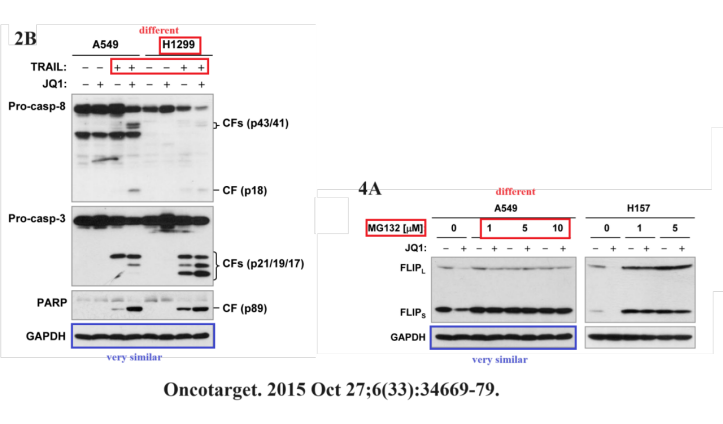 2B
different
A549 H1299
TRAIL: – – + + – – + +
JQ1: – + – + – + – +
Pro-casp-8
CFs (p43/41)
CF (p18)
Pro-casp-3
CFs (p21/19/17)
PARP
CF (p89)
GAPDH
very similar
4A
different
A549 H157
MG132 [µM] 0 1 5 10 0 1 5
JQ1: – + – + – + – + – + – + – +
FLIPL
FLIPS
GAPDH
very similar
Oncotarget. 2015 Oct 27;6(33):34669-79.